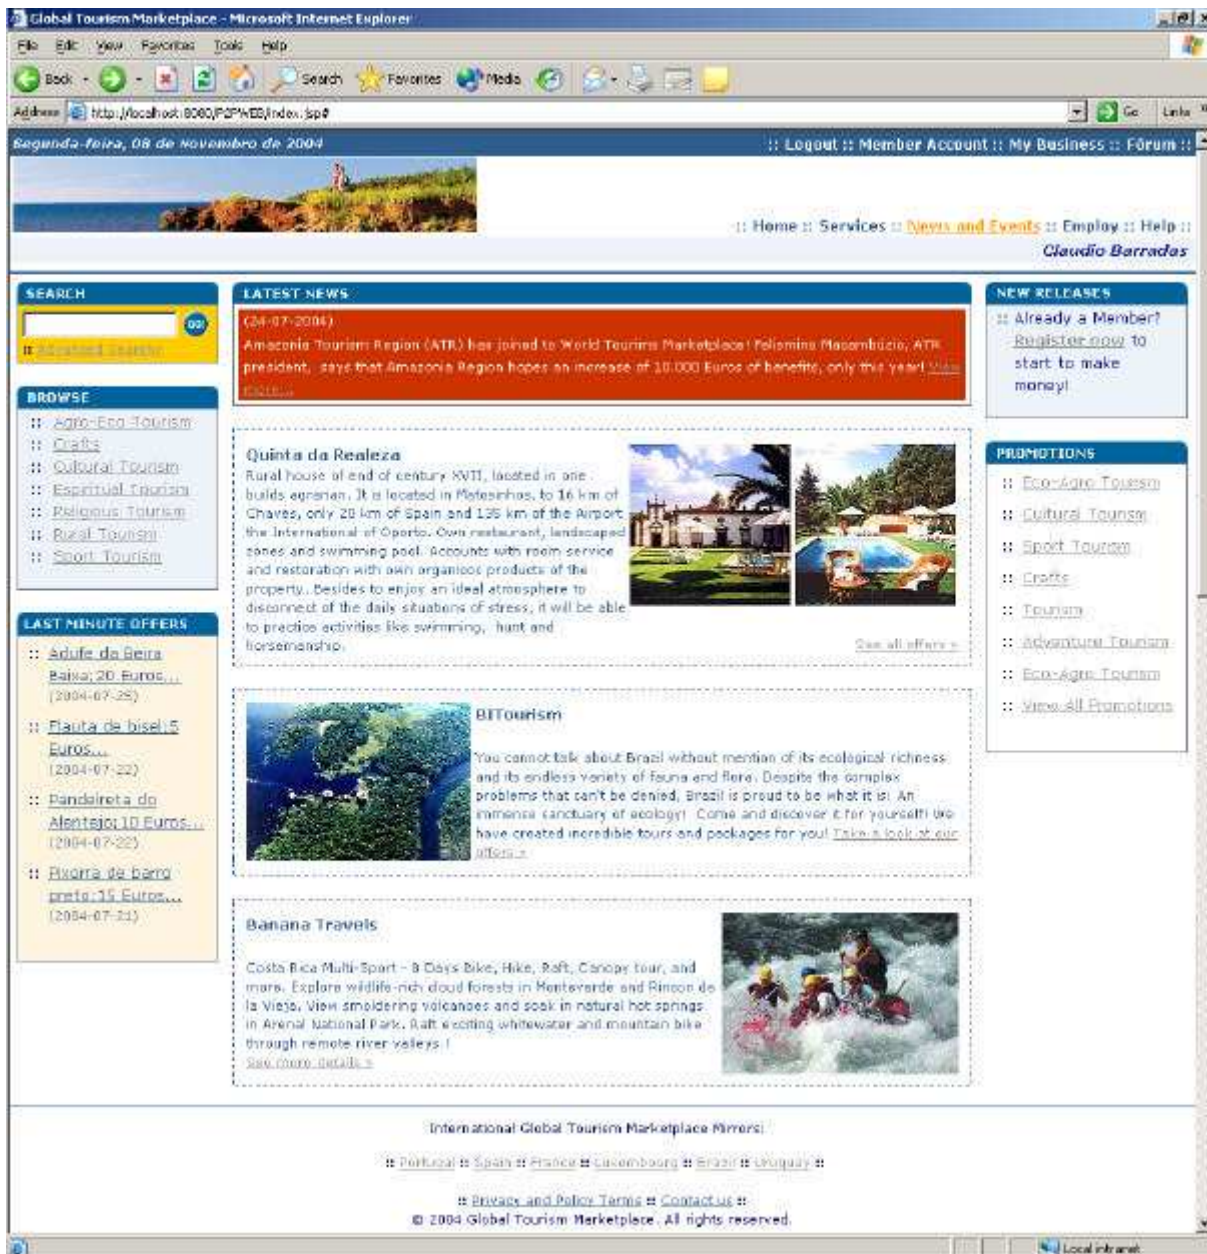 Global Tourism Marketplace - Microsoft Internet Explorer
File Edit View Favorites Tools Help
Back Search Favorites Media
Address http://localhost:8080/P2PWEB/index.jsp# Go Links
Segunda-feira, 08 de Novembro de 2004
:: Logout :: Member Account :: My Business :: Fórum ::
:: Home :: Services :: News and Events :: Employ :: Help ::
Claudio Barradas
SEARCH
GO!
:: Advanced Search
BROWSE
:: Agro-Eco Tourism
:: Crafts
:: Cultural Tourism
:: Espiritual Tourism
:: Religious Tourism
:: Rural Tourism
:: Sport Tourism
LAST MINUTE OFFERS
:: Adufe da Beira
Baixa; 20 Euros...
(2004-07-25)
:: Flauta de bisel; 5
Euros...
(2004-07-22)
:: Pandeireta do
Alentejo; 10 Euros...
(2004-07-22)
:: Pixorra de barro
preto; 15 Euros...
(2004-07-21)
LATEST NEWS
(24-07-2004)
Amazonia Tourism Region (ATR) has joined to World Tourims Marketplace! Felismino Macambúzio, ATR
president, says that Amazonia Region hopes an increase of 10.000 Euros of benefits, only this year! View
more...
Quinta da Realeza
Rural house of end of century XVII, located in one
builds agrarian. It is located in Matosinhos, to 16 km of
Chaves, only 20 km of Spain and 135 km of the Airport
the International of Oporto. Own restaurant, landscaped
zones and swimming pool. Accounts with room service
and restoration with own organicos products of the
property. Besides to enjoy an ideal atmosphere to
disconnect of the daily situations of stress, it will be able
to practice activities like swimming, hunt and
horsemanship.
See all offers »
BITourism
You cannot talk about Brazil without mention of its ecological richness
and its endless variety of fauna and flora. Despite the complex
problems that can't be denied, Brazil is proud to be what it is: An
immense sanctuary of ecology! Come and discover it for yourself! We
have created incredible tours and packages for you! Take a look at our
offers »
Banana Travels
Costa Rica Multi-Sport - 8 Days Bike, Hike, Raft, Canopy tour, and
more. Explore wildlife-rich cloud forests in Monteverde and Rincon de
la Vieja. View smoldering volcanoes and soak in natural hot springs
in Arenal National Park. Raft exciting whitewater and mountain bike
through remote river valleys !
See more details »
NEW RELEASES
:: Already a Member?
Register now to
start to make
money!
PROMOTIONS
:: Eco-Agro Tourism
:: Cultural Tourism
:: Sport Tourism
:: Crafts
:: Tourism
:: Adventure Tourism
:: Eco-Agro Tourism
:: View All Promotions
International Global Tourism Marketplace Mirrors:
:: Portugal :: Spain :: France :: Luxembourg :: Brazil :: Uruguay ::
:: Privacy and Policy Terms :: Contact us ::
© 2004 Global Tourism Marketplace. All rights reserved.
Local intranet